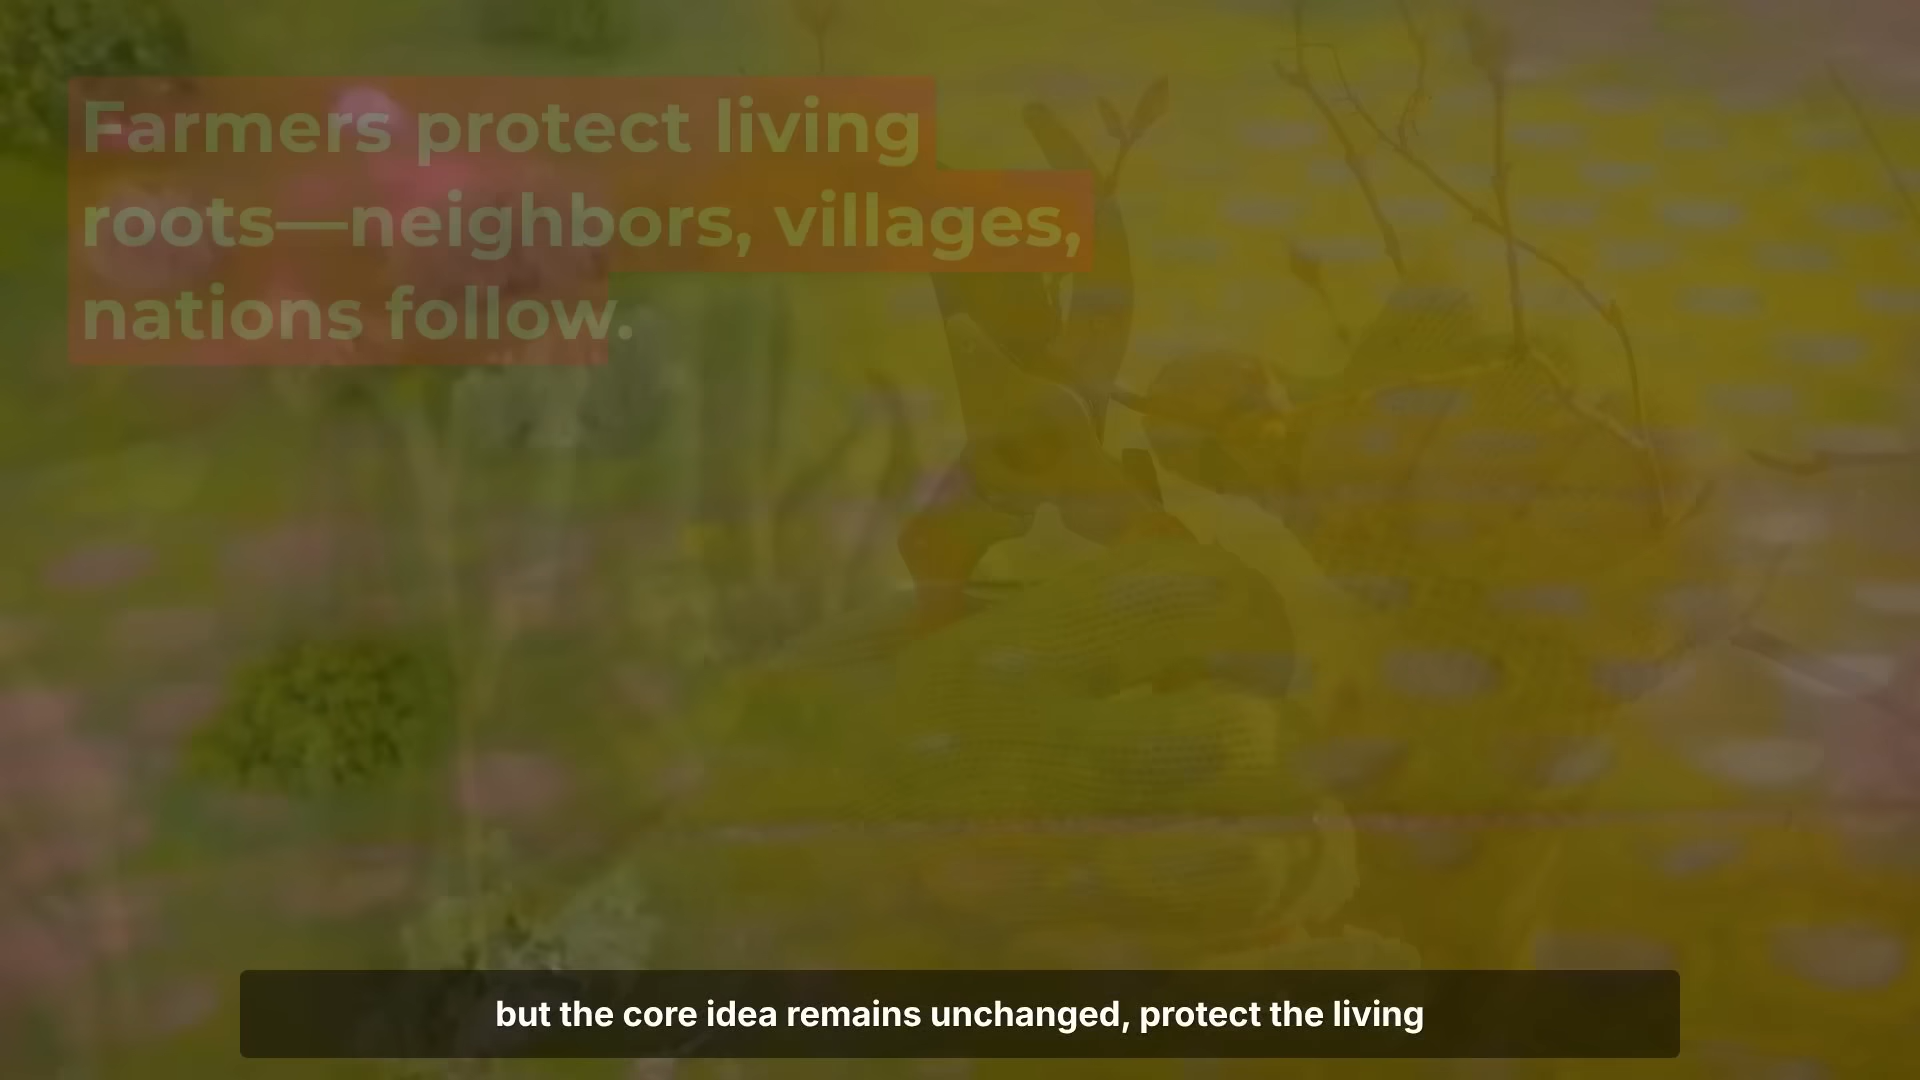 Farmers protect living
roots—neighbors, villages,
nations follow.
but the core idea remains unchanged, protect the living